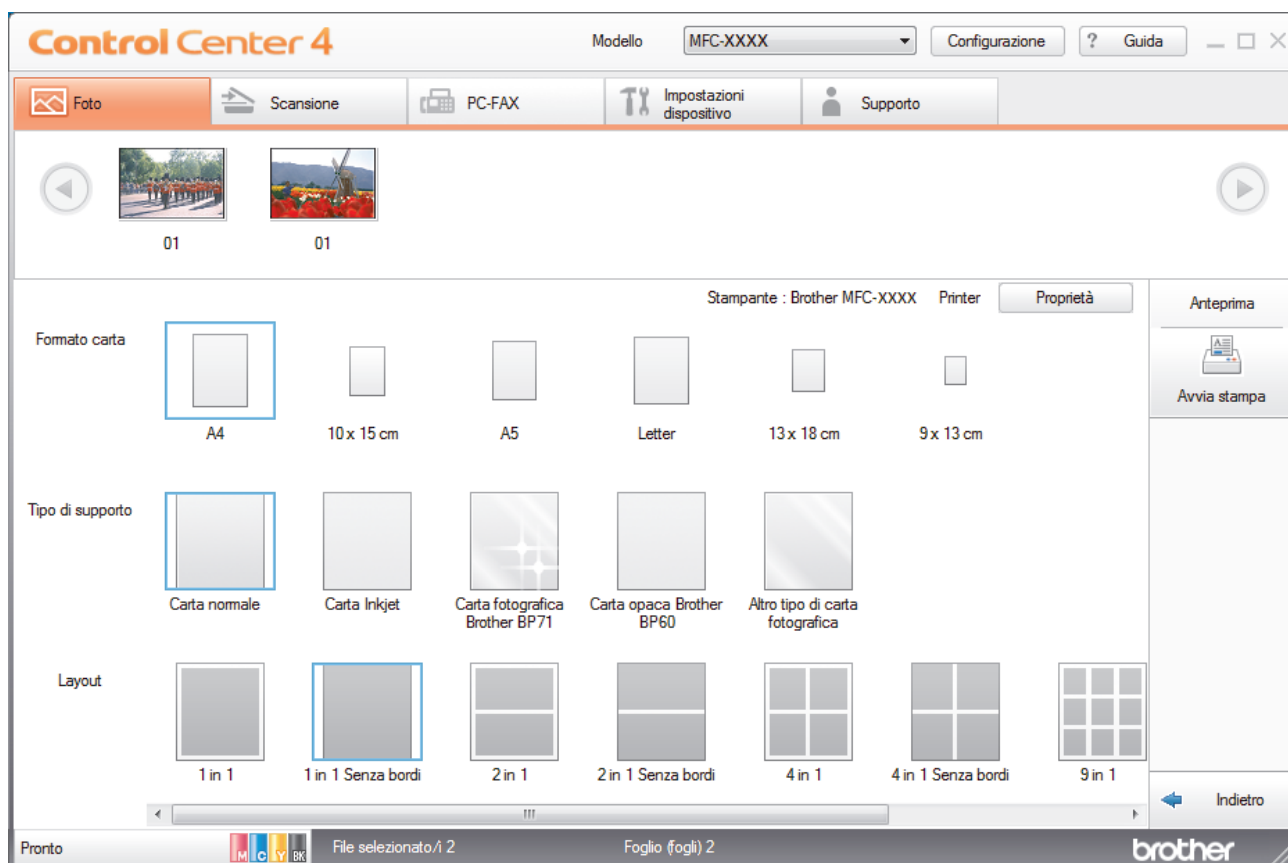 Control Center 4
Modello
MFC-XXXX
Configurazione
? Guida
Foto
Scansione
PC-FAX
Impostazioni
dispositivo
Supporto
01
01
Stampante : Brother MFC-XXXX Printer
Proprietà
Anteprima
Avvia stampa
Formato carta
A4
10 x 15 cm
A5
Letter
13 x 18 cm
9 x 13 cm
Tipo di supporto
Carta normale
Carta Inkjet
Carta fotografica
Brother BP71
Carta opaca Brother
BP60
Altro tipo di carta
fotografica
Layout
1 in 1
1 in 1 Senza bordi
2 in 1
2 in 1 Senza bordi
4 in 1
4 in 1 Senza bordi
9 in 1
Indietro
Pronto
M C Y BK
File selezionato/i 2
Foglio (fogli) 2
brother